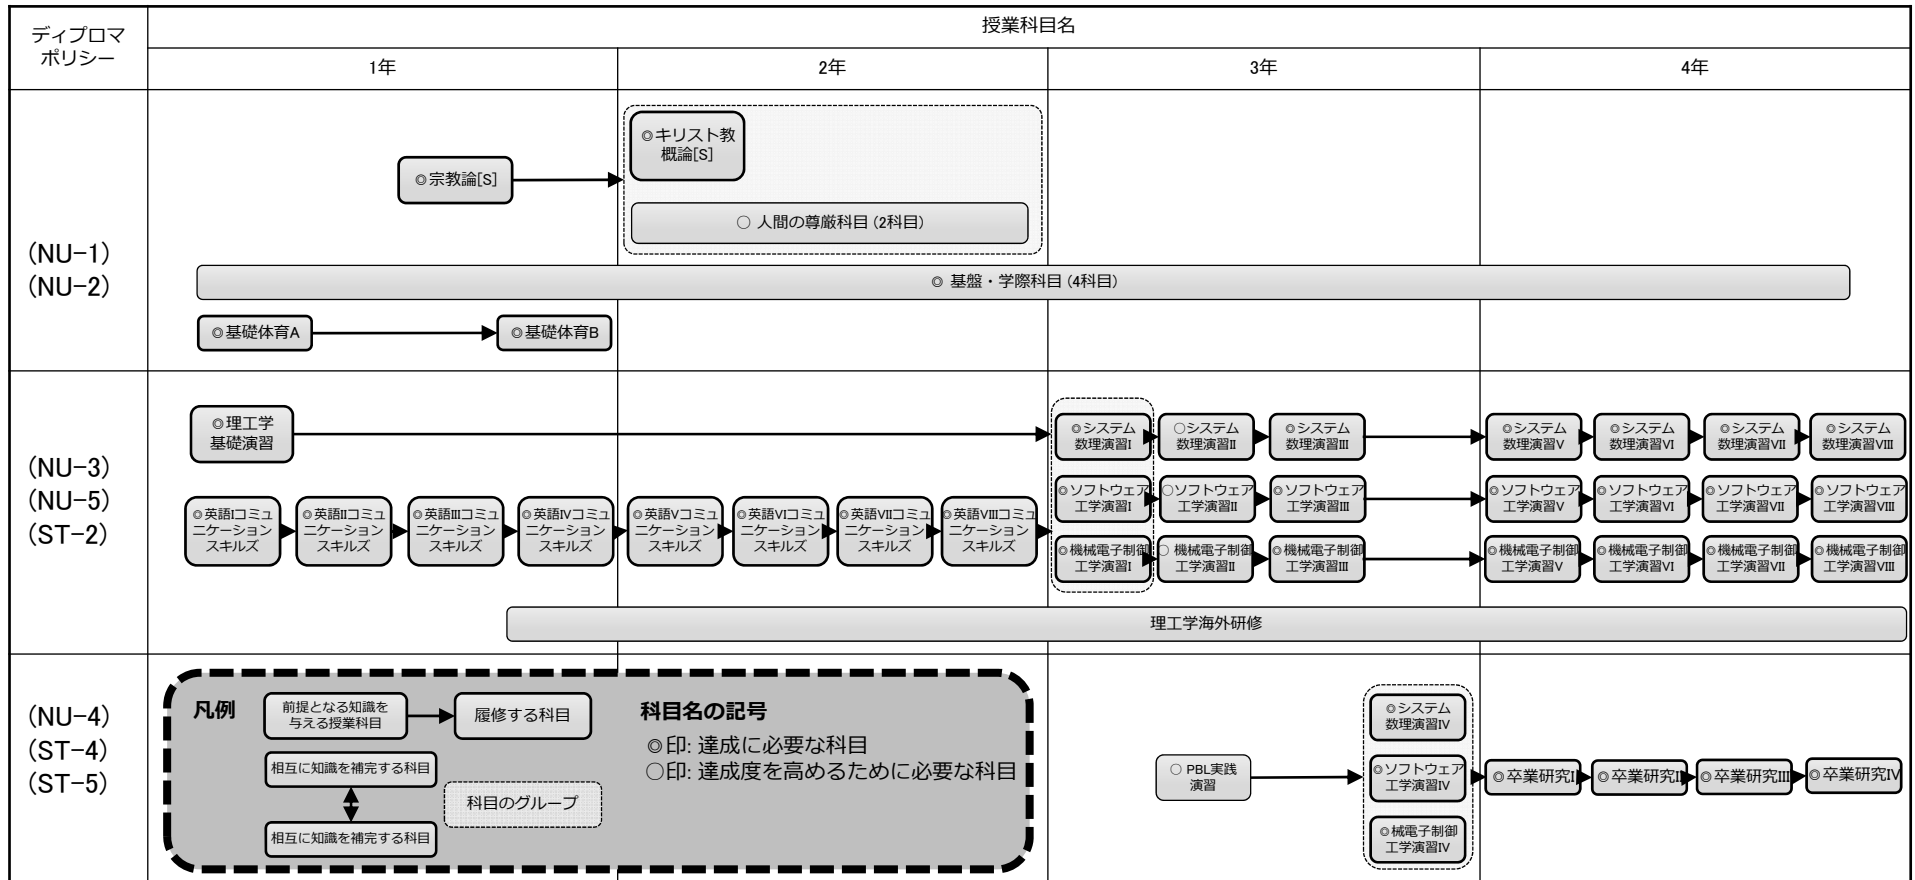 ディプロマ
ポリシー
授業科目名
1年
2年
3年
4年
(NU-1)
(NU-2)
◎宗教論[S]
◎キリスト教
概論[S]
○ 人間の尊厳科目 (2科目)
◎ 基盤・学際科目 (4科目)
◎基礎体育A
◎基礎体育B
(NU-3)
(NU-5)
(ST-2)
◎理工学
基礎演習
◎英語Iコミュ
ニケーション
スキルズ
◎英語IIコミュ
ニケーション
スキルズ
◎英語IIIコミュ
ニケーション
スキルズ
◎英語IVコミュ
ニケーション
スキルズ
◎英語Vコミュ
ニケーション
スキルズ
◎英語VIコミュ
ニケーション
スキルズ
◎英語VIIコミュ
ニケーション
スキルズ
◎英語VIIIコミュ
ニケーション
スキルズ
◎システム
数理演習I
○システム
数理演習II
◎システム
数理演習III
◎システム
数理演習V
◎システム
数理演習VI
◎システム
数理演習VII
◎システム
数理演習VIII
◎ソフトウェア
工学演習I
○ソフトウェア
工学演習II
◎ソフトウェア
工学演習III
◎ソフトウェア
工学演習V
◎ソフトウェア
工学演習VI
◎ソフトウェア
工学演習VII
◎ソフトウェア
工学演習VIII
◎機械電子制御
工学演習I
○ 機械電子制御
工学演習II
◎機械電子制御
工学演習III
◎機械電子制御
工学演習V
◎機械電子制御
工学演習VI
◎機械電子制御
工学演習VII
◎機械電子制御
工学演習VIII
理工学海外研修
(NU-4)
(ST-4)
(ST-5)
凡例
前提となる知識を
与える授業科目
履修する科目
相互に知識を補完する科目
相互に知識を補完する科目
科目のグループ
科目名の記号
◎印: 達成に必要な科目
○印: 達成度を高めるために必要な科目
○ PBL実践
演習
◎システム
数理演習IV
◎ソフトウェア
工学演習IV
◎械電子制御
工学演習IV
◎卒業研究I
◎卒業研究II
◎卒業研究III
◎卒業研究IV